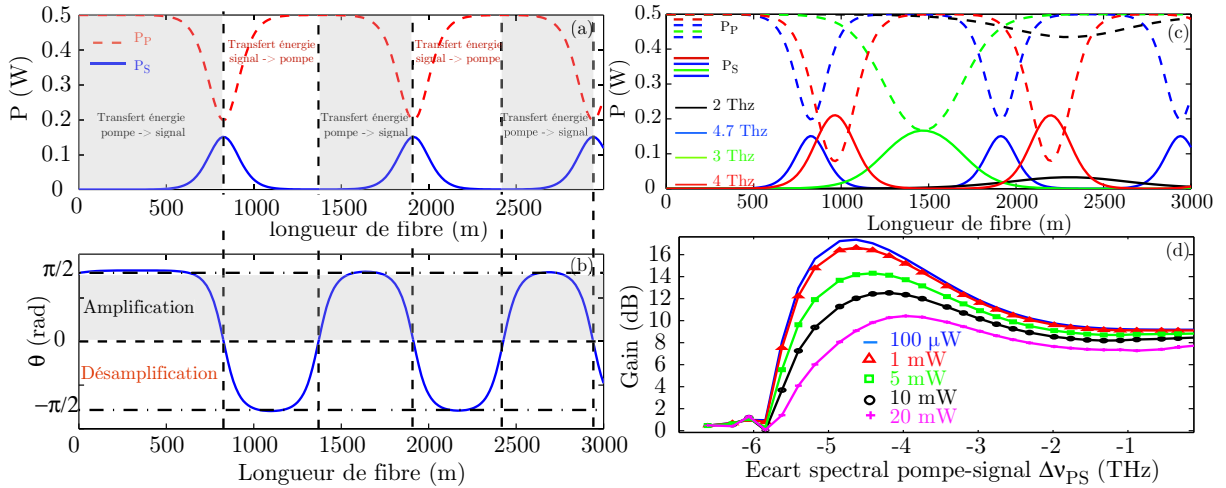 0.5
0.4
0.3
0.2
0.1
0
P (W)
P_P
P_S
(a)
Transfert énergie
signal -> pompe
Transfert énergie
signal -> pompe
Transfert énergie
pompe -> signal
Transfert énergie
pompe -> signal
Transfert énergie
pompe -> signal
0 500 1000 1500 2000 2500 3000
longueur de fibre (m)
(b)
π/2
0
−π/2
θ (rad)
Amplification
Désamplification
0 500 1000 1500 2000 2500 3000
Longueur de fibre (m)
0.5
0.4
0.3
0.2
0.1
0
P (W)
P_P
P_S
(c)
2 Thz
4.7 Thz
3 Thz
4 Thz
0 500 1000 1500 2000 2500 3000
Longueur de fibre (m)
(d)
16
14
12
10
8
6
4
2
0
Gain (dB)
100 µW
1 mW
5 mW
10 mW
20 mW
-6 -5 -4 -3 -2 -1
Ecart spectral pompe-signal Δν_PS (THz)